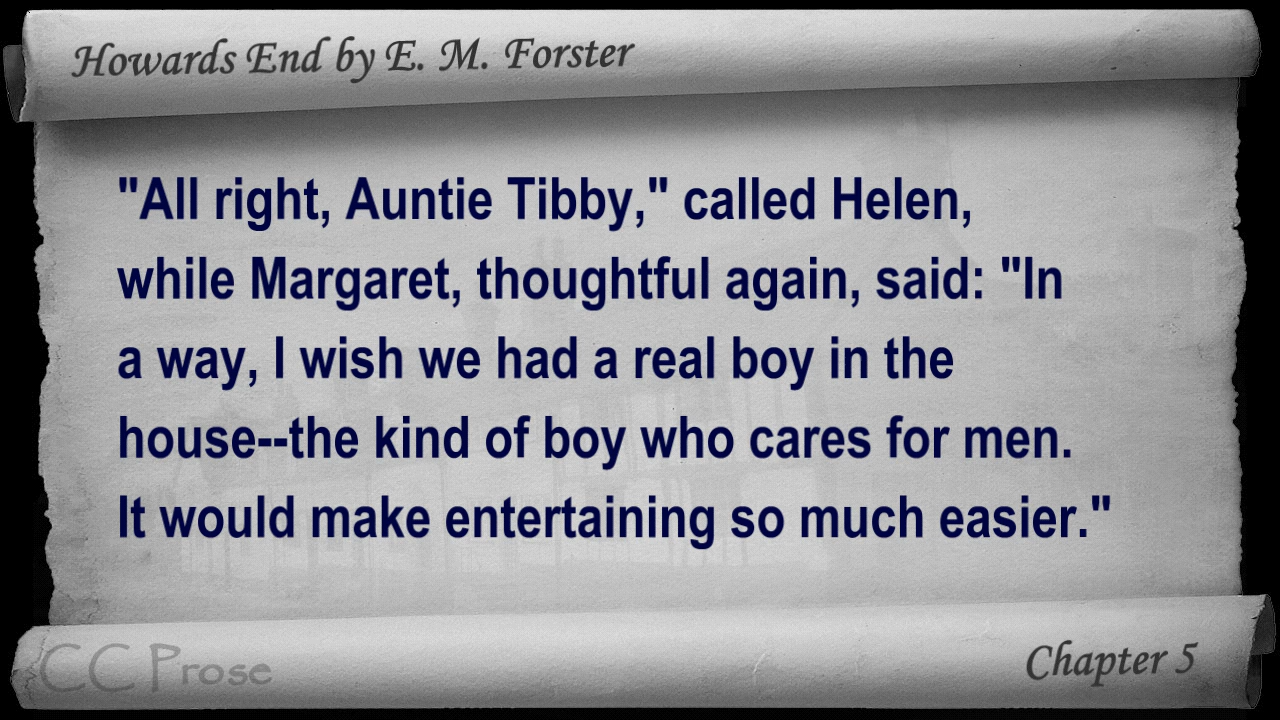 Howards End by E. M. Forster
"All right, Auntie Tibby," called Helen,
while Margaret, thoughtful again, said: "In
a way, I wish we had a real boy in the
house--the kind of boy who cares for men.
It would make entertaining so much easier."
CC Prose
Chapter 5